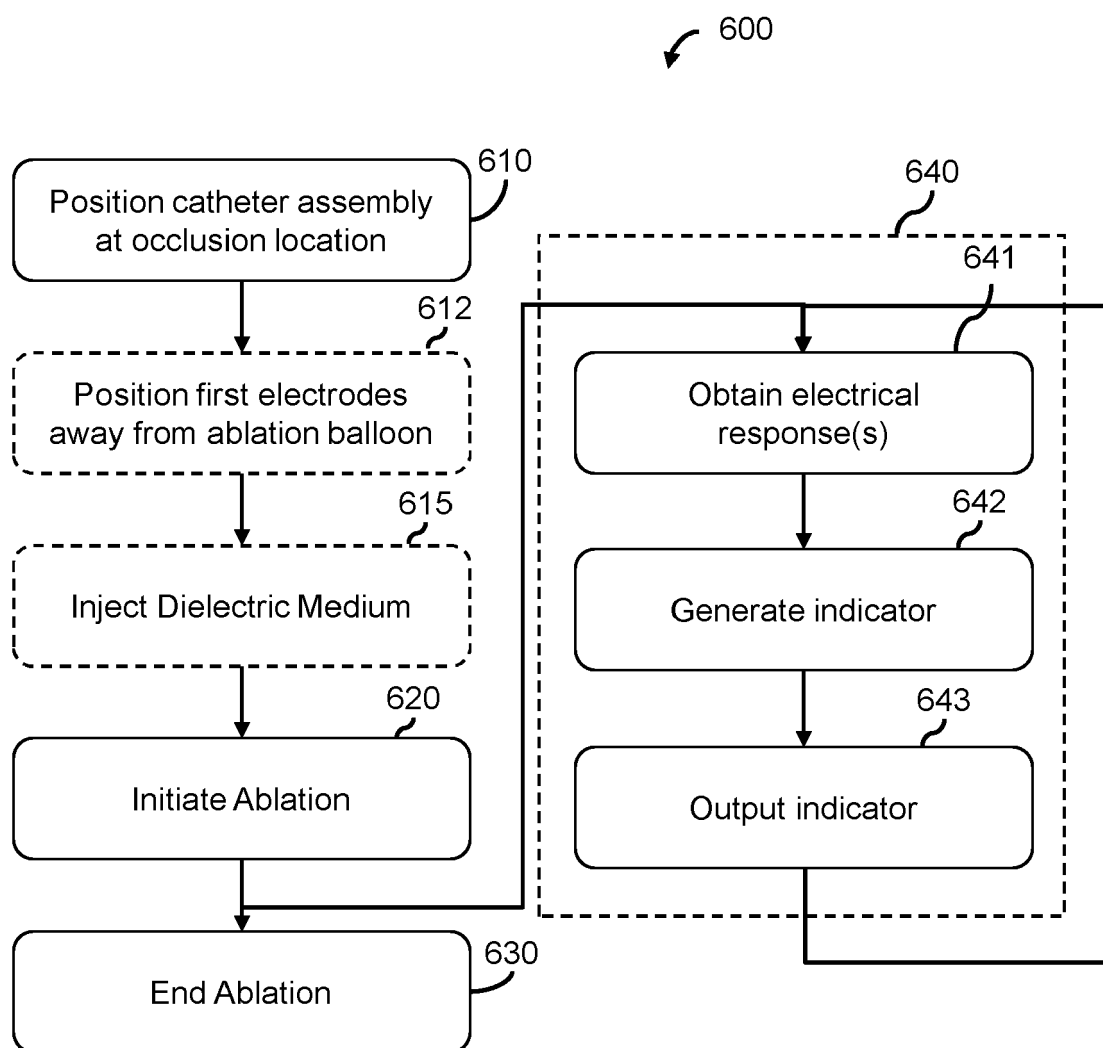 600
610
Position catheter assembly
at occlusion location
612
Position first electrodes
away from ablation balloon
615
Inject Dielectric Medium
620
Initiate Ablation
630
End Ablation
640
641
Obtain electrical
response(s)
642
Generate indicator
643
Output indicator